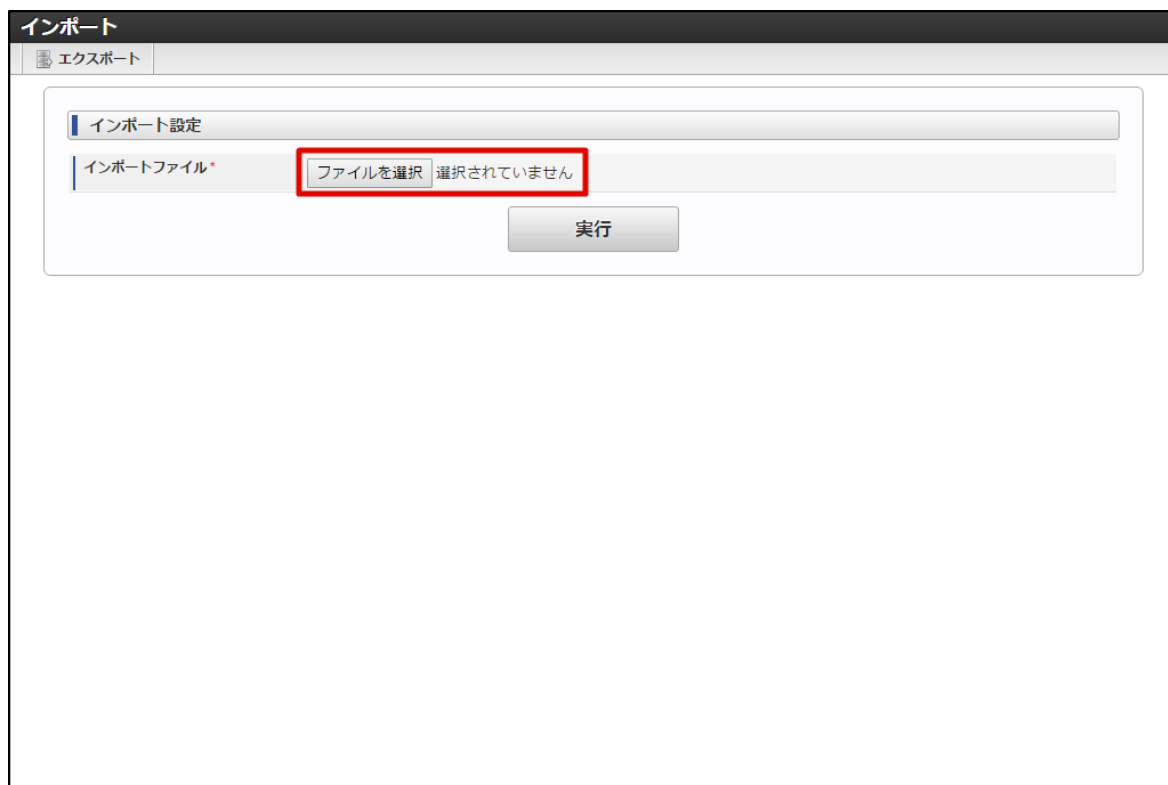 インポート
エクスポート
インポート設定
インポートファイル*
ファイルを選択 選択されていません
実行